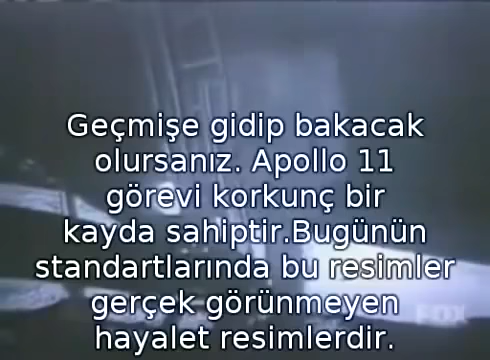 Geçmişe gidip bakacak
olursanız. Apollo 11
görevi korkunç bir
kayda sahiptir.Bugünün
standartlarında bu resimler
gerçek görünmeyen
hayalet resimlerdir.
FOX